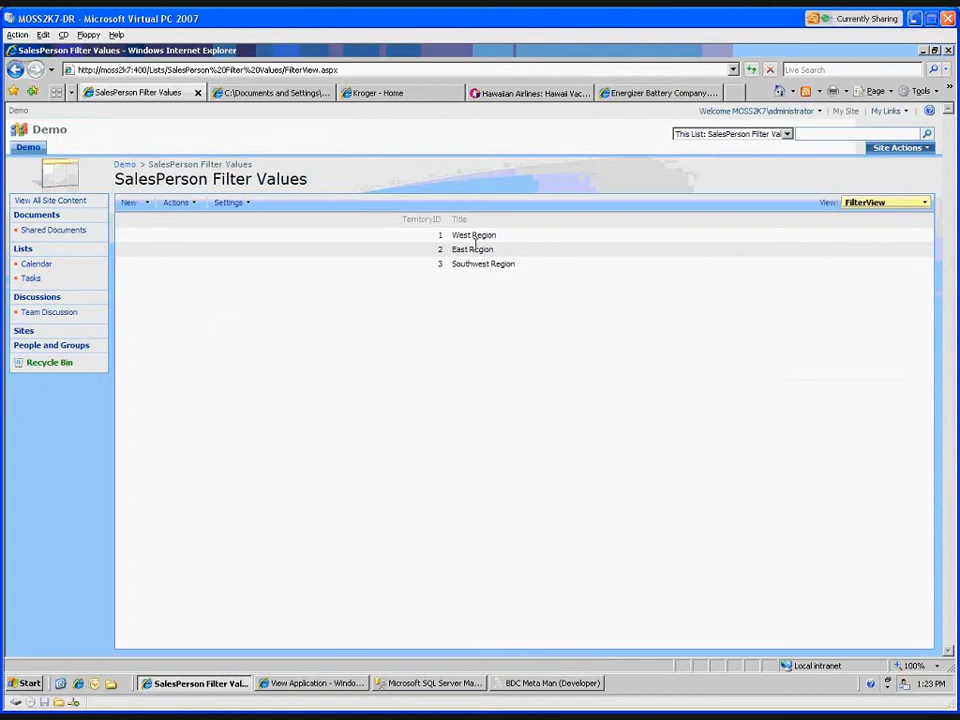 MOSS2K7-DR - Microsoft Virtual PC 2007
Currently Sharing
Action Edit CD Floppy Help
SalesPerson Filter Values - Windows Internet Explorer
http://moss2k7:400/Lists/SalesPerson%20Filter%20Values/FilterView.aspx
Live Search
SalesPerson Filter Values
C:\Documents and Settings\...
Kroger - Home
Hawaiian Airlines: Hawaii Vac...
Energizer Battery Company....
Page
Tools
Demo
Welcome MOSS2K7\administrator
My Site
My Links
Demo
This List: SalesPerson Filter Val
Demo
Site Actions
Demo > SalesPerson Filter Values
SalesPerson Filter Values
View All Site Content
New Actions Settings
View: FilterView
Documents
Shared Documents
Lists
Calendar
Tasks
Discussions
Team Discussion
Sites
People and Groups
Recycle Bin
TerritoryID Title
1 West Region
2 East Region
3 Southwest Region
Local intranet
100%
Start
SalesPerson Filter Val...
View Application - Windo...
Microsoft SQL Server Ma...
BDC Meta Man (Developer)
1:23 PM